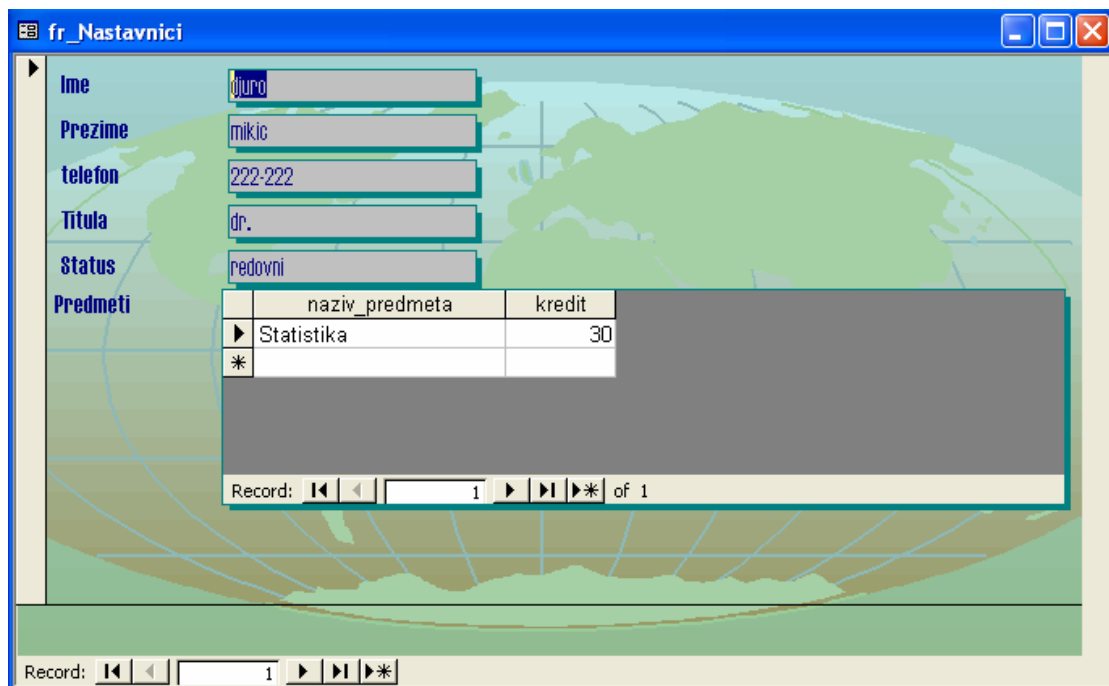 fr_Nastavnici
Ime djuro
Prezime mikic
telefon 222-222
Titula dr.
Status redovni
Predmeti
naziv_predmeta kredit
Statistika 30
Record: 1 of 1
Record: 1